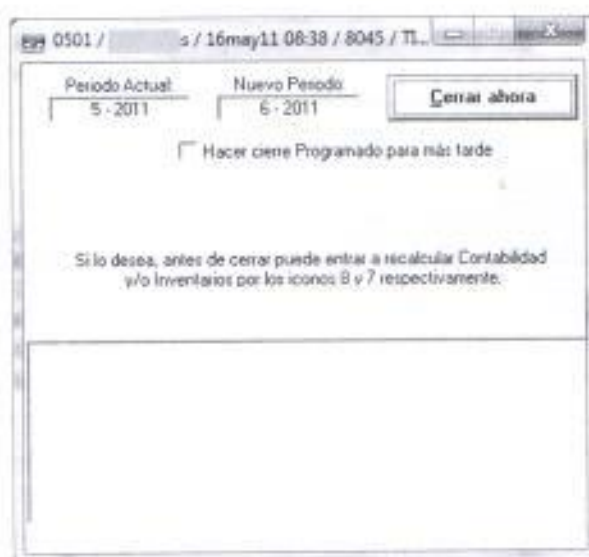 0501 / s / 16may11 08:38 / 8045 / TI...
Periodo Actual: Nuevo Periodo:
5 - 2011 6 - 2011
Cerrar ahora
Hacer cierre Programado para más tarde
Si lo desea, antes de cerrar puede entrar a recalcular Contabilidad
y/o Inventarios por los iconos 8 y 7 respectivamente.